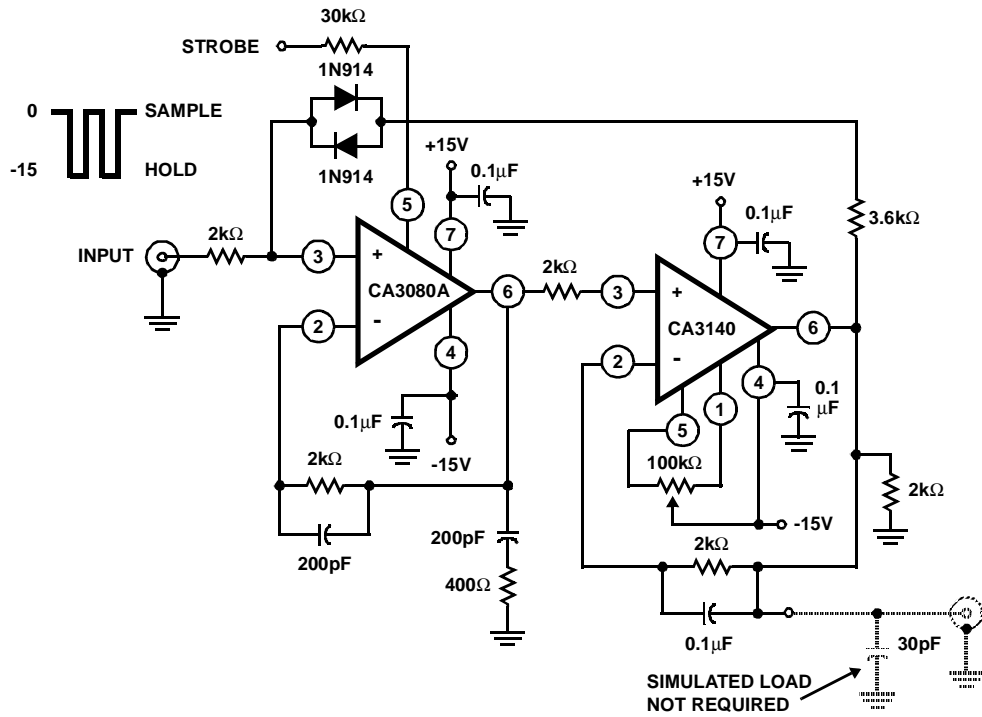 30kΩ
STROBE
1N914
0
SAMPLE
-15
HOLD
1N914
+15V
0.1μF
5
7
+15V
0.1μF
7
3.6kΩ
INPUT
2kΩ
3
+
CA3080A
6
2kΩ
3
+
CA3140
6
2
-
4
2
-
4
0.1μF
-15V
5
1
0.1
μF
100kΩ
2kΩ
200pF
200pF
400Ω
-15V
2kΩ
2kΩ
0.1μF
30pF
SIMULATED LOAD
NOT REQUIRED